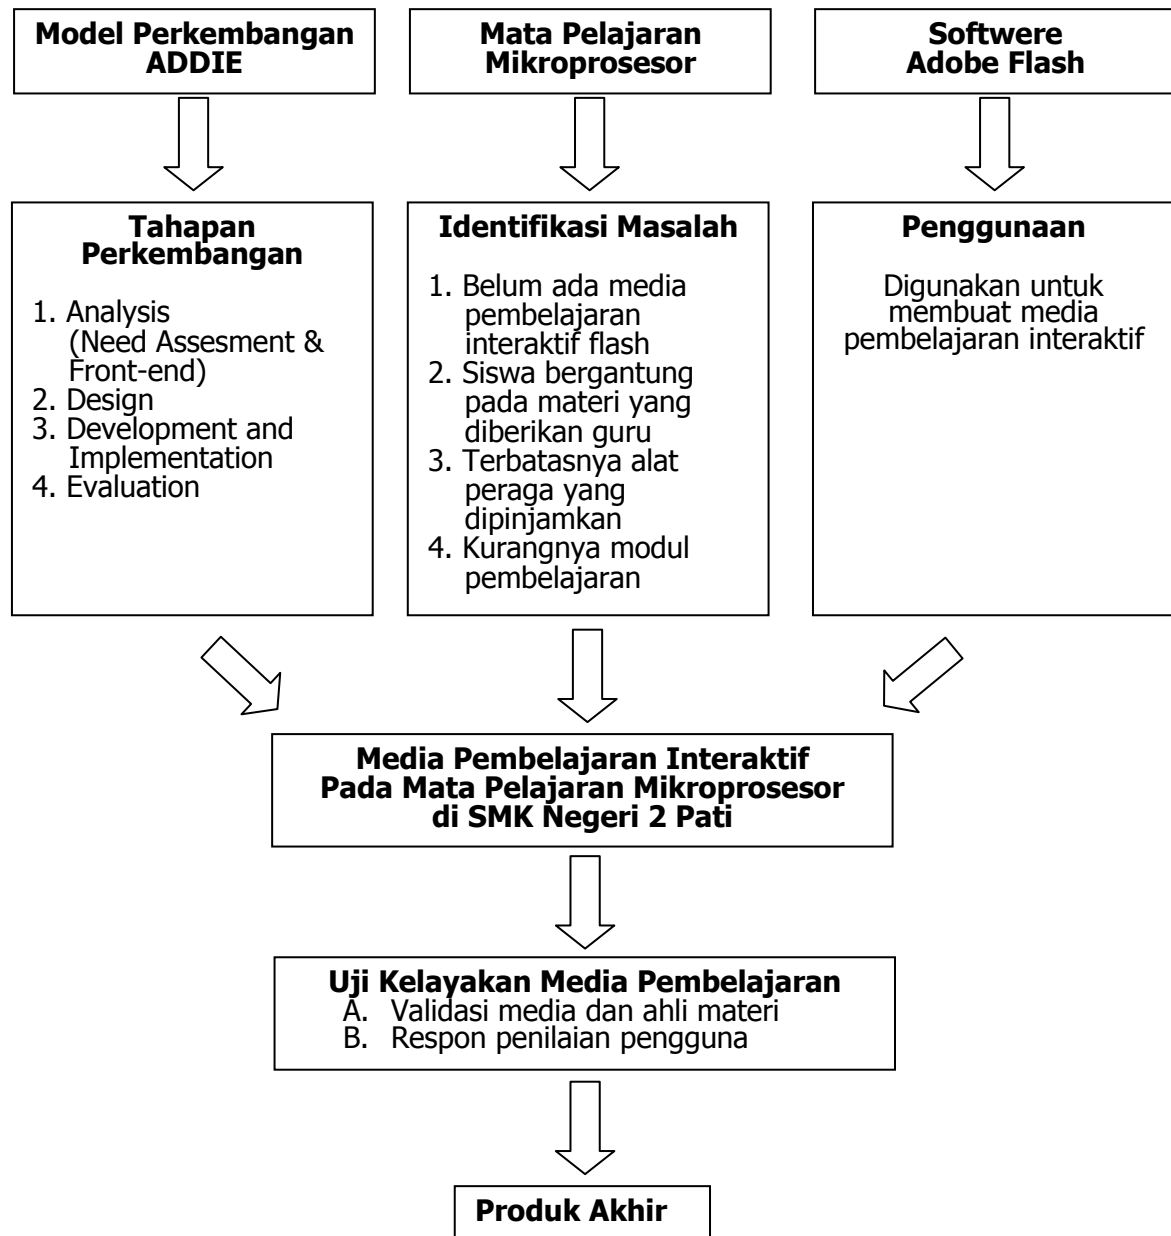 Model Perkembangan
ADDIE
Mata Pelajaran
Mikroprosesor
Softwere
Adobe Flash
Tahapan
Perkembangan
1. Analysis
(Need Assesment &
Front-end)
2. Design
3. Development and
Implementation
4. Evaluation
Identifikasi Masalah
1. Belum ada media
pembelajaran
interaktif flash
2. Siswa bergantung
pada materi yang
diberikan guru
3. Terbatasnya alat
peraga yang
dipinjamkan
4. Kurangnya modul
pembelajaran
Penggunaan
Digunakan untuk
membuat media
pembelajaran interaktif
Media Pembelajaran Interaktif
Pada Mata Pelajaran Mikroprosesor
di SMK Negeri 2 Pati
Uji Kelayakan Media Pembelajaran
A. Validasi media dan ahli materi
B. Respon penilaian pengguna
Produk Akhir